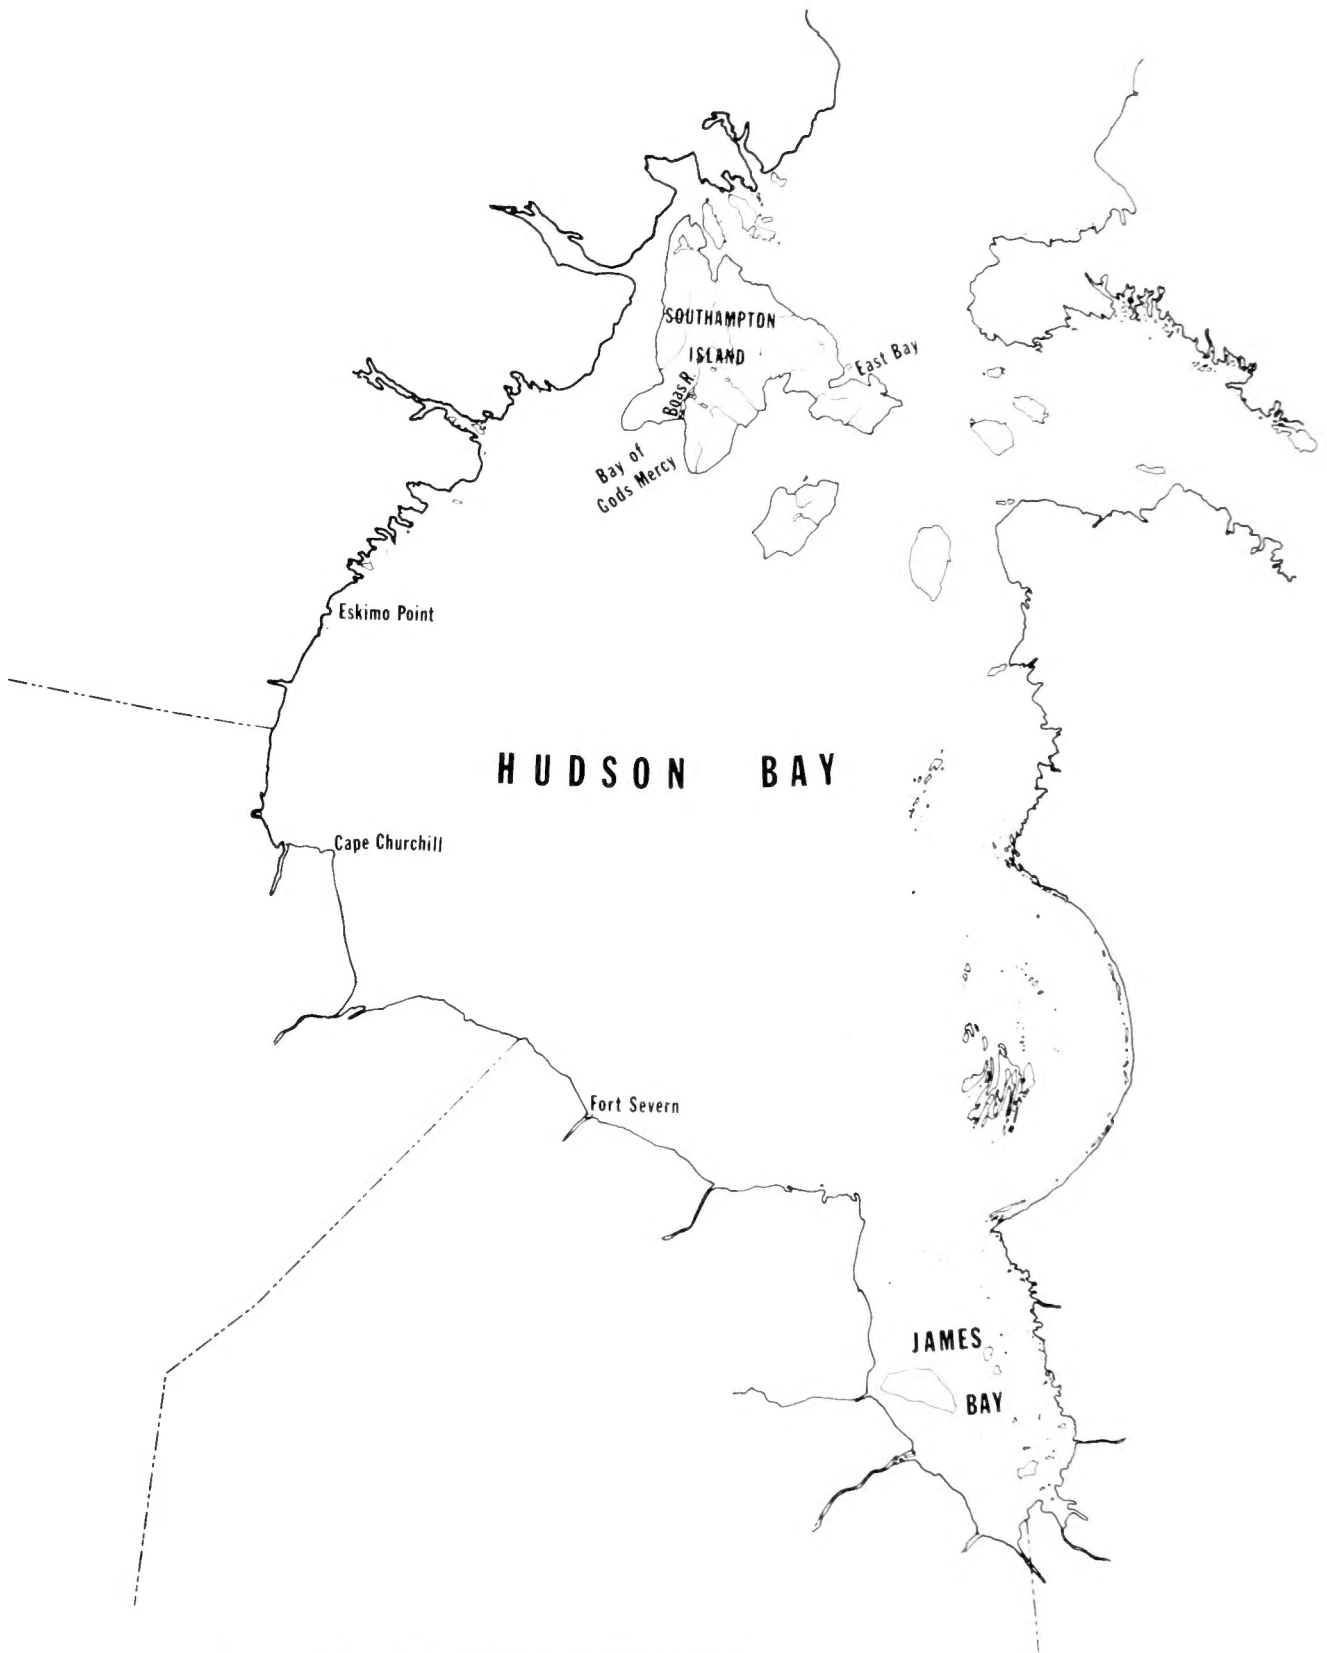 SOUTHAMPTON
ISLAND
East Bay
Boas R.
Bay of
Gods Mercy
Eskimo Point
HUDSON BAY
Cape Churchill
Fort Severn
JAMES
BAY